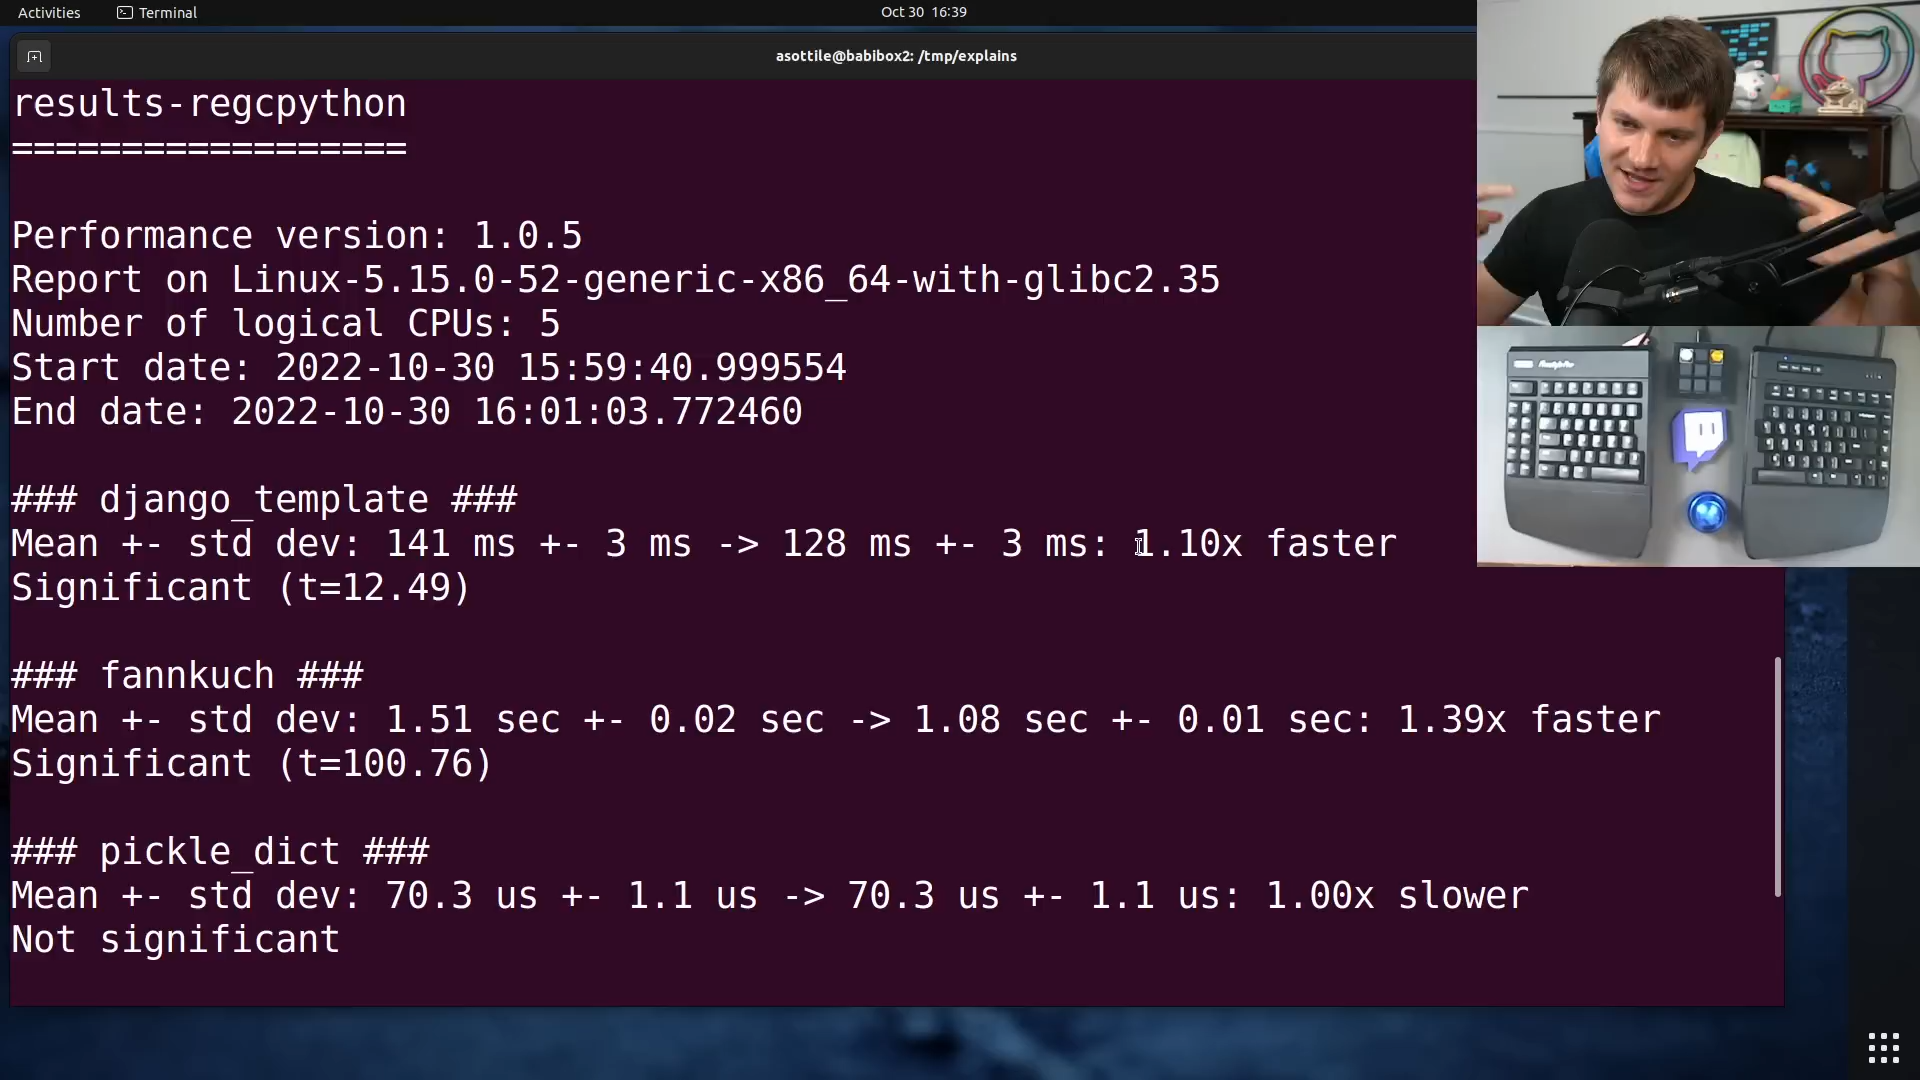 Activities
Terminal
Oct 30 16:39
asottile@babibox2: /tmp/explains
results-regcpython
==================
Performance version: 1.0.5
Report on Linux-5.15.0-52-generic-x86_64-with-glibc2.35
Number of logical CPUs: 5
Start date: 2022-10-30 15:59:40.999554
End date: 2022-10-30 16:01:03.772460
### django_template ###
Mean +- std dev: 141 ms +- 3 ms -> 128 ms +- 3 ms: 1.10x faster
Significant (t=12.49)
### fannkuch ###
Mean +- std dev: 1.51 sec +- 0.02 sec -> 1.08 sec +- 0.01 sec: 1.39x faster
Significant (t=100.76)
### pickle_dict ###
Mean +- std dev: 70.3 us +- 1.1 us -> 70.3 us +- 1.1 us: 1.00x slower
Not significant